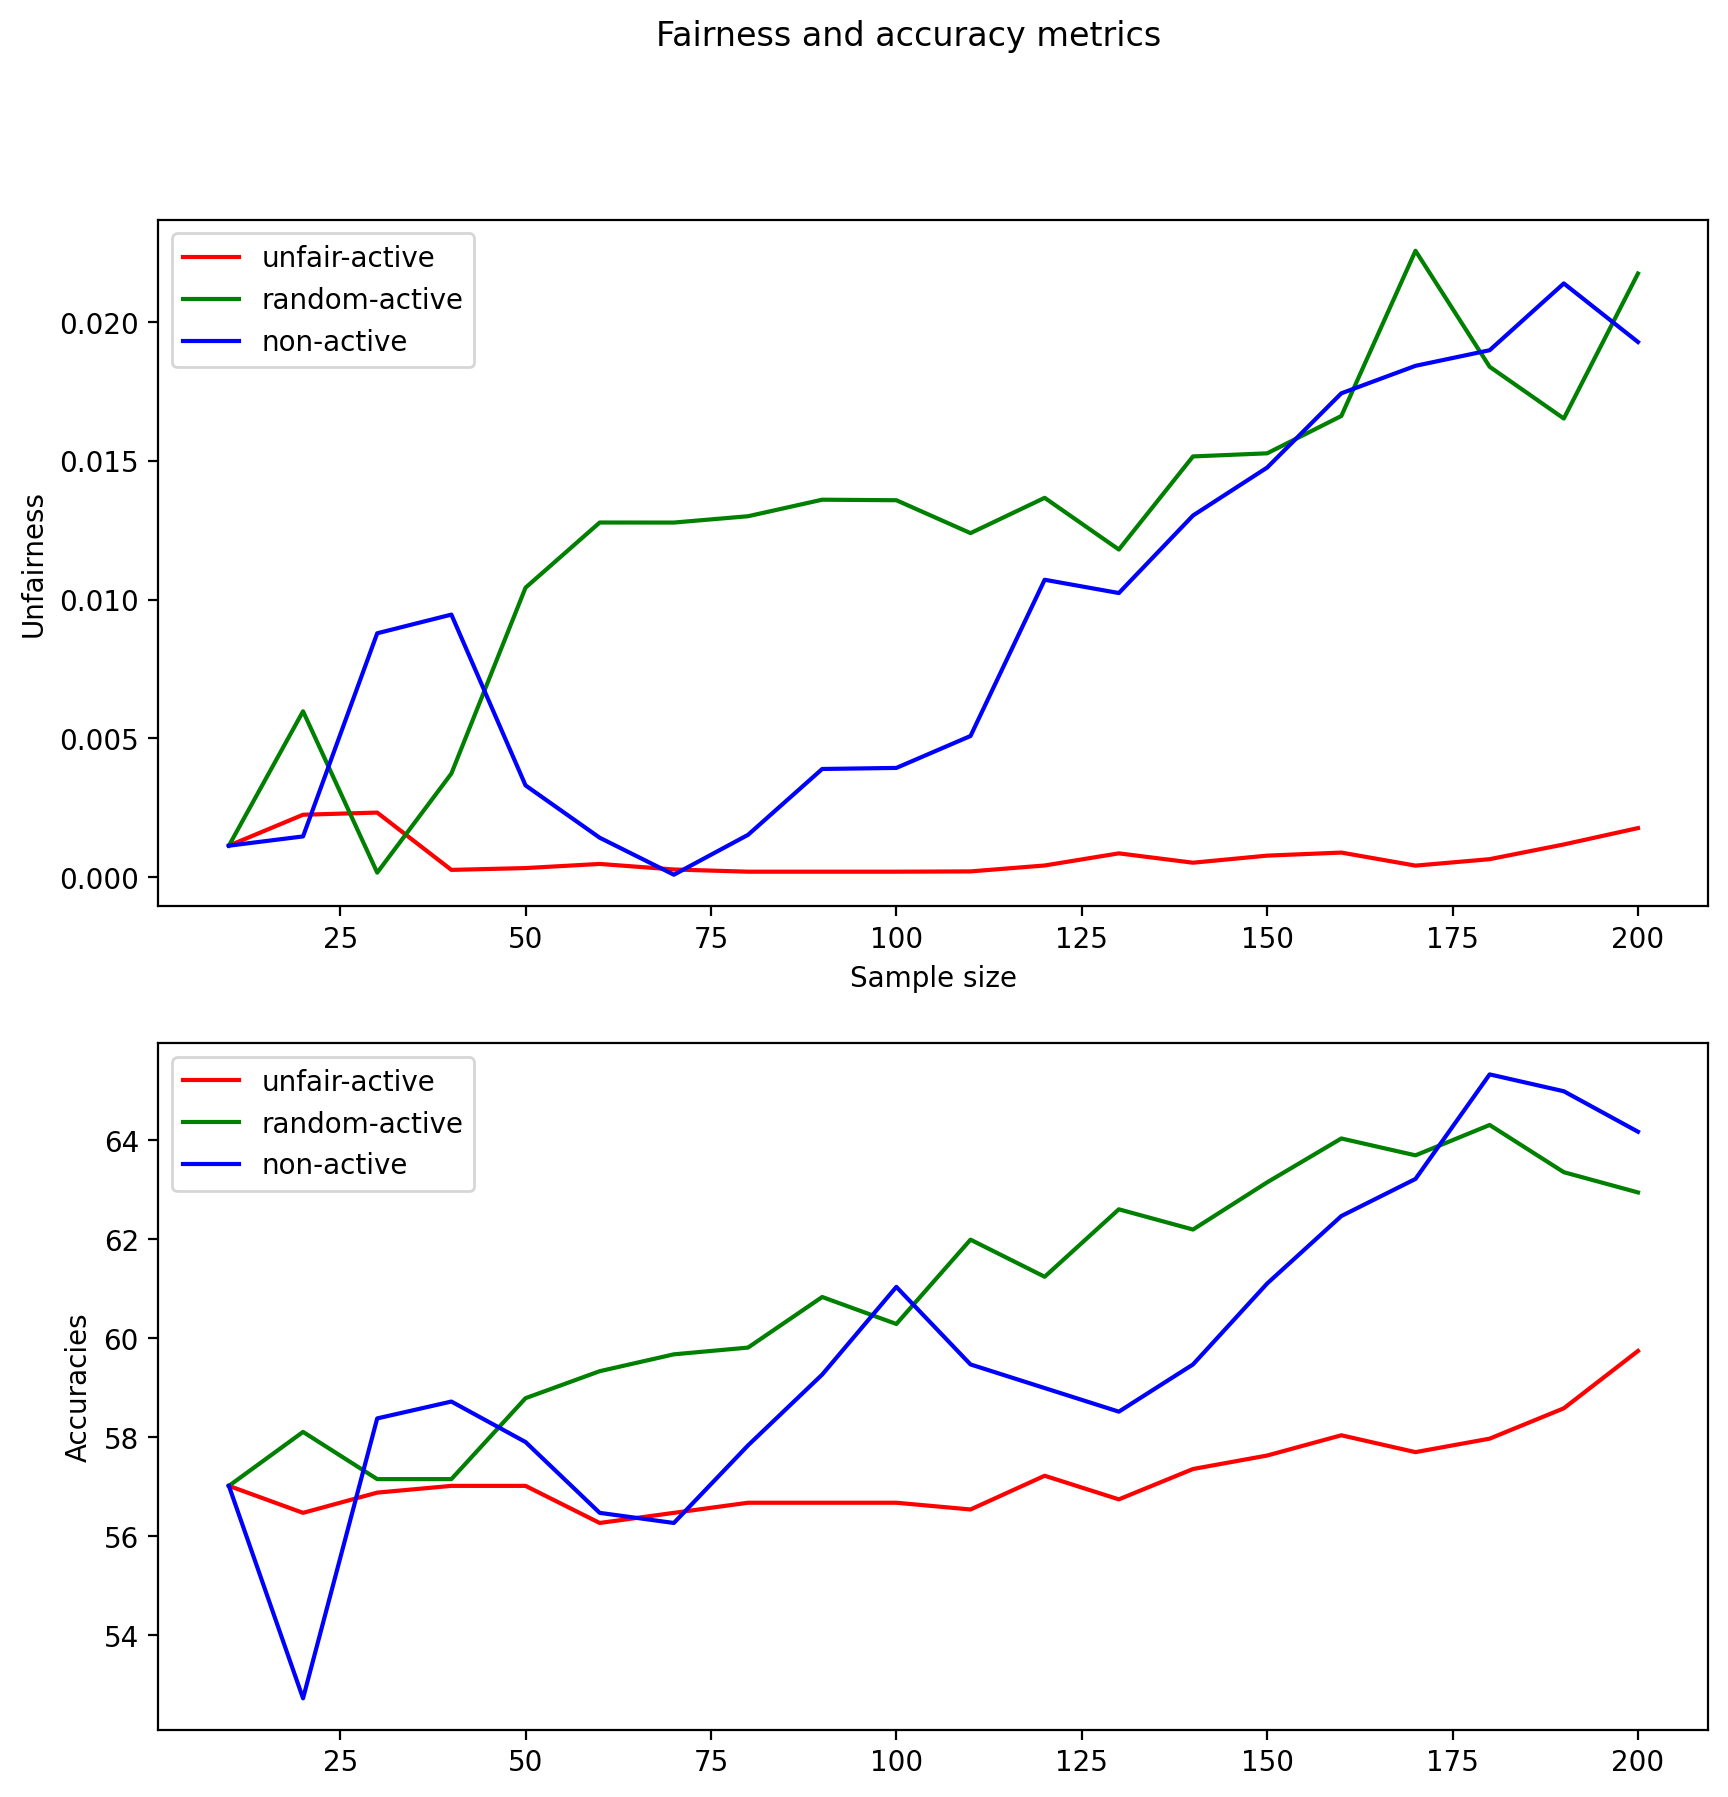 Fairness and accuracy metrics
unfair-active
random-active
non-active
0.020
0.015
0.010
0.005
0.000
Unfairness
25 50 75 100 125 150 175 200
Sample size
unfair-active
random-active
non-active
64
62
60
58
56
54
Accuracies
25 50 75 100 125 150 175 200